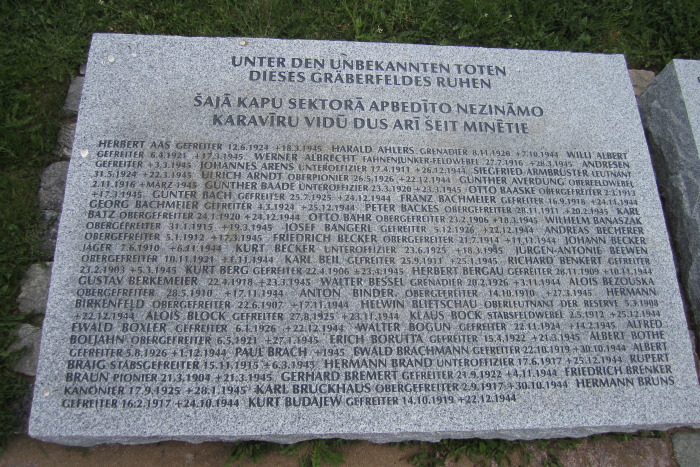 UNTER DEN UNBEKANNTEN TOTEN
DIESES GRÄBERFELDES RUHEN
ŠAJĀ KAPU SEKTORĀ APBEDĪTO NEZINĀMO
KARAVĪRU VIDŪ DUS ARĪ ŠEIT MINĒTIE
HERBERT AAS GEFREITER 12.6.1924 +18.3.1945 HARALD AHLERS GRENADIER 8.11.1926 +7.10.1944 WILLI ALBERT
GEFREITER 6.4.1921 +17.3.1945 WERNER ALBRECHT FAHNENJUNKER-FELDWEBEL 27.7.1916 +28.3.1945 ANDRESEN
GEFREITER +3.3.1945 JOHANNES ARENS UNTEROFFIZIER 17.4.1911 +26.12.1944 SIEGFRIED ARMBRÜSTER LEUTNANT
31.5.1924 +22.3.1945 ULRICH ARNDT OBERPIONIER 26.5.1926 +22.12.1944 GÜNTHER AVERDUNG OBERFELDWEBEL
2.11.1916 +MÄRZ 1945 GÜNTHER BAADE UNTEROFFIZIER 23.3.1920 +23.3.1945 OTTO BAASKE OBERGEFREITER 2.2.1913
+17.3.1945 GÜNTER BACH GEFREITER 25.7.1925 +24.12.1944 FRANZ BACHMEIER GEFREITER 16.9.1918 +24.11.1944
GEORG BACHMEIER GEFREITER 4.3.1924 +25.12.1944 PETER BACKES OBERGEFREITER 28.11.1911 +20.2.1945 KARL
BATZ OBERGEFREITER 24.1.1920 +24.12.1944 OTTO BAHR OBERGEFREITER 23.2.1906 +18.3.1945 WILHELM BANASZAK
OBERGEFREITER 31.11.1915 +19.3.1945 JOSEF BANGERL GEFREITER 5.12.1926 +22.12.1944 ANDREAS BECHERER
OBERGEFREITER 5.1.1912 +17.3.1945 FRIEDRICH BECKER OBERGEFREITER 21.7.1914 +11.11.1944 JOHANN BECKER
JÄGER 7.6.1910 +6.11.1944 KURT BECKER UNTEROFFIZIER 23.6.1925 +18.3.1945 JÜRGEN-ANTONIE BELWEN
OBERGEFREITER 10.11.1921 +1.11.1944 KARL BEIL GEFREITER 25.9.1911 +25.1.1945 RICHARD BENKERT GEFREITER
23.2.1903 +5.3.1945 KURT BERG GEFREITER 22.4.1906 +23.3.1945 HERBERT BERGAU GEFREITER 28.11.1909 +10.11.1944
GUSTAV BERKEMEIER 22.4.1918 +23.3.1945 WALTER BESSEL GRENADIER 28.2.1926 +3.11.1944 ALOIS BEZOUSKA
OBERGEFREITER 28.5.1910 +17.11.1944 ANTON BINDER OBERGEFREITER 14.10.1910 +27.3.1945 HERMANN
BIRKENFELD OBERGEFREITER 22.6.1907 +17.11.1944 HELWIN BLIETSCHAU OBERLEUTNANT DER RESERVE 5.3.1908
+22.12.1944 ALOIS BLOCK GEFREITER 27.8.1925 +23.11.1944 KLAUS BOCK STABSFELDWEBEL 2.5.1912 +25.12.1944
EWALD BOXLER GEFREITER 6.1.1926 +22.12.1944 WALTER BOGUN GEFREITER 22.11.1924 +14.2.1945 ALFRED
BOLJAHN OBERGEFREITER 6.5.1921 +27.1.1945 ERICH BORUTTA GEFREITER 15.4.1922 +21.3.1945 ALBERT BOTHE
GEFREITER 5.8.1926 +1.12.1944 PAUL BRACH +1945 EWALD BRACHMANN GEFREITER 22.10.1919 +30.10.1944 ALBERT
BRAIG STABSGEFREITER 15.11.1915 +6.3.1945 HERMANN BRAND UNTEROFFIZIER 17.6.1917 +25.12.1944 RUPERT
BRAUN PIONIER 21.3.1904 +21.3.1945 GERHARD BREMERT GEFREITER 21.9.1922 +4.11.1944 FRIEDRICH BRENKER
KANONIER 17.9.1925 +28.1.1945 KARL BRUCKHAUS OBERGEFREITER 2.9.1917 +30.10.1944 HERMANN BRUNS
GEFREITER 16.2.1917 +24.10.1944 KURT BUDAJEW GEFREITER 14.10.1919 +22.12.1944